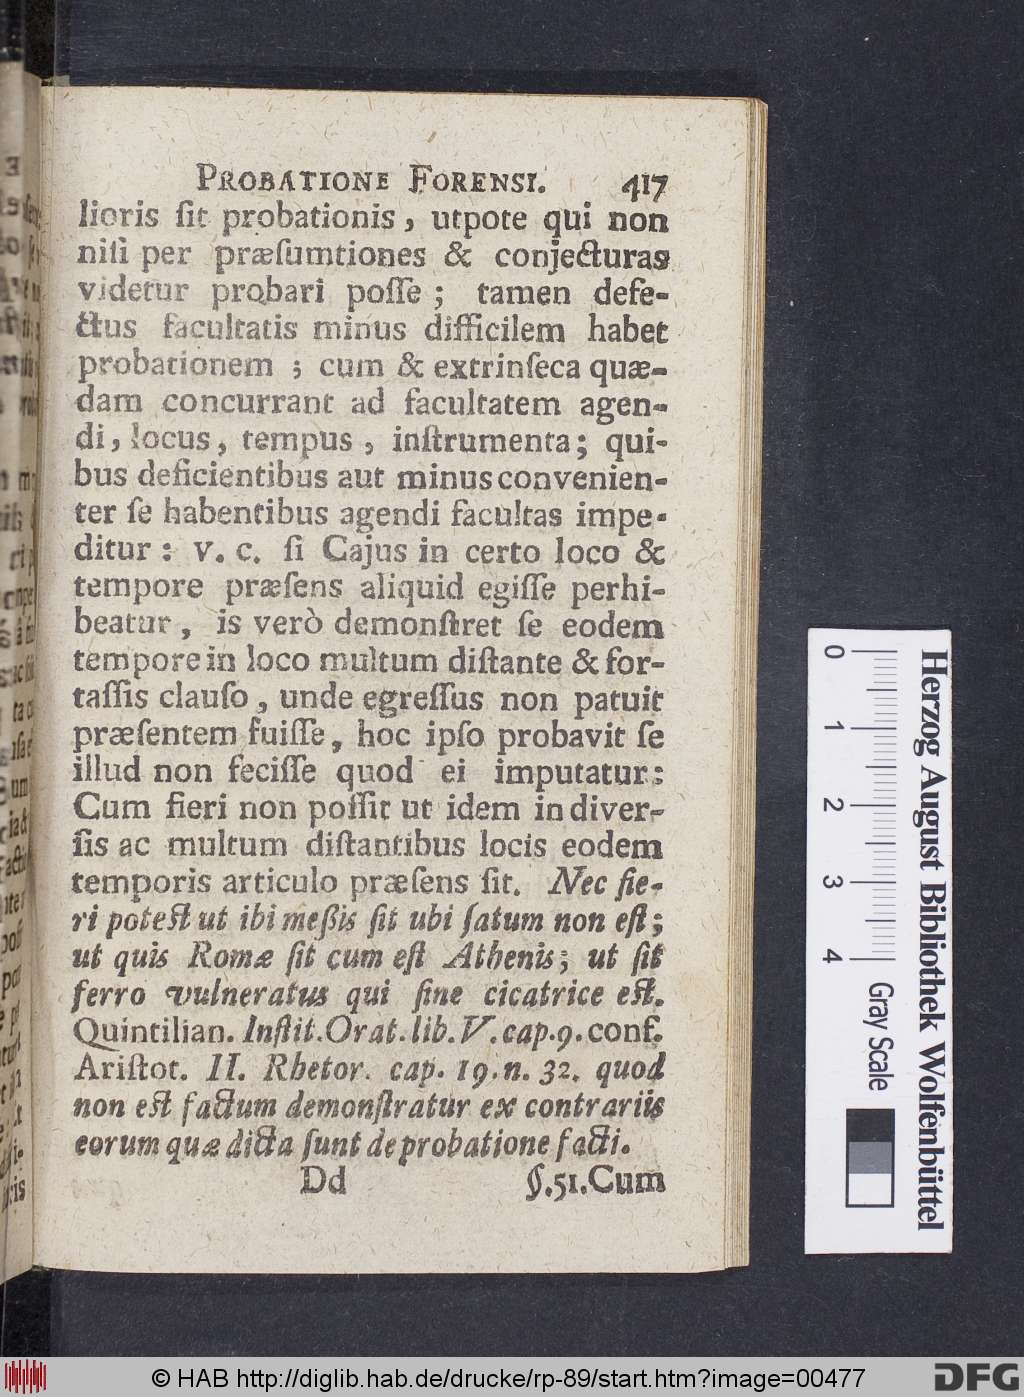 PROBATIONE FORENSI. 417
lioris ſit probationis, utpote qui non
niſi per præſumtiones & conjecturas
videtur probari poſſe; tamen defe-
ctus facultatis minus difficilem habet
probationem; cum & extrinſeca quæ-
dam concurrant ad facultatem agen-
di, locus, tempus, inſtrumenta; qui-
bus deficientibus aut minus convenien-
ter ſe habentibus agendi facultas impe-
ditur: v. c. ſi Cajus in certo loco &
tempore præſens aliquid egiſſe perhi-
beatur, is verò demonſtret ſe eodem
tempore in loco multum diſtante & for-
taſſis clauſo, unde egreſſus non patuit
præſentem fuiſſe, hoc ipſo probavit ſe
illud non feciſſe quod ei imputatur:
Cum fieri non poſſit ut idem in diver-
ſis ac multum diſtantibus locis eodem
temporis articulo præſens ſit. Nec fie-
ri poteſt ut ibi meßis ſit ubi ſatum non eſt;
ut quis Romæ ſit cum eſt Athenis; ut ſit
ferro vulneratus qui ſine cicatrice eſt.
Quintilian. Inſtit. Orat. lib. V. cap. 9. conf.
Ariſtot. II. Rhetor. cap. 19. n. 32. quod
non eſt factum demonſtratur ex contrariis
eorum quæ dicta ſunt de probatione facti.
Dd §. 51. Cum
Herzog August Bibliothek Wolfenbüttel
0 1 2 3 4
Gray Scale
© HAB http://diglib.hab.de/drucke/rp-89/start.htm?image=00477
DFG